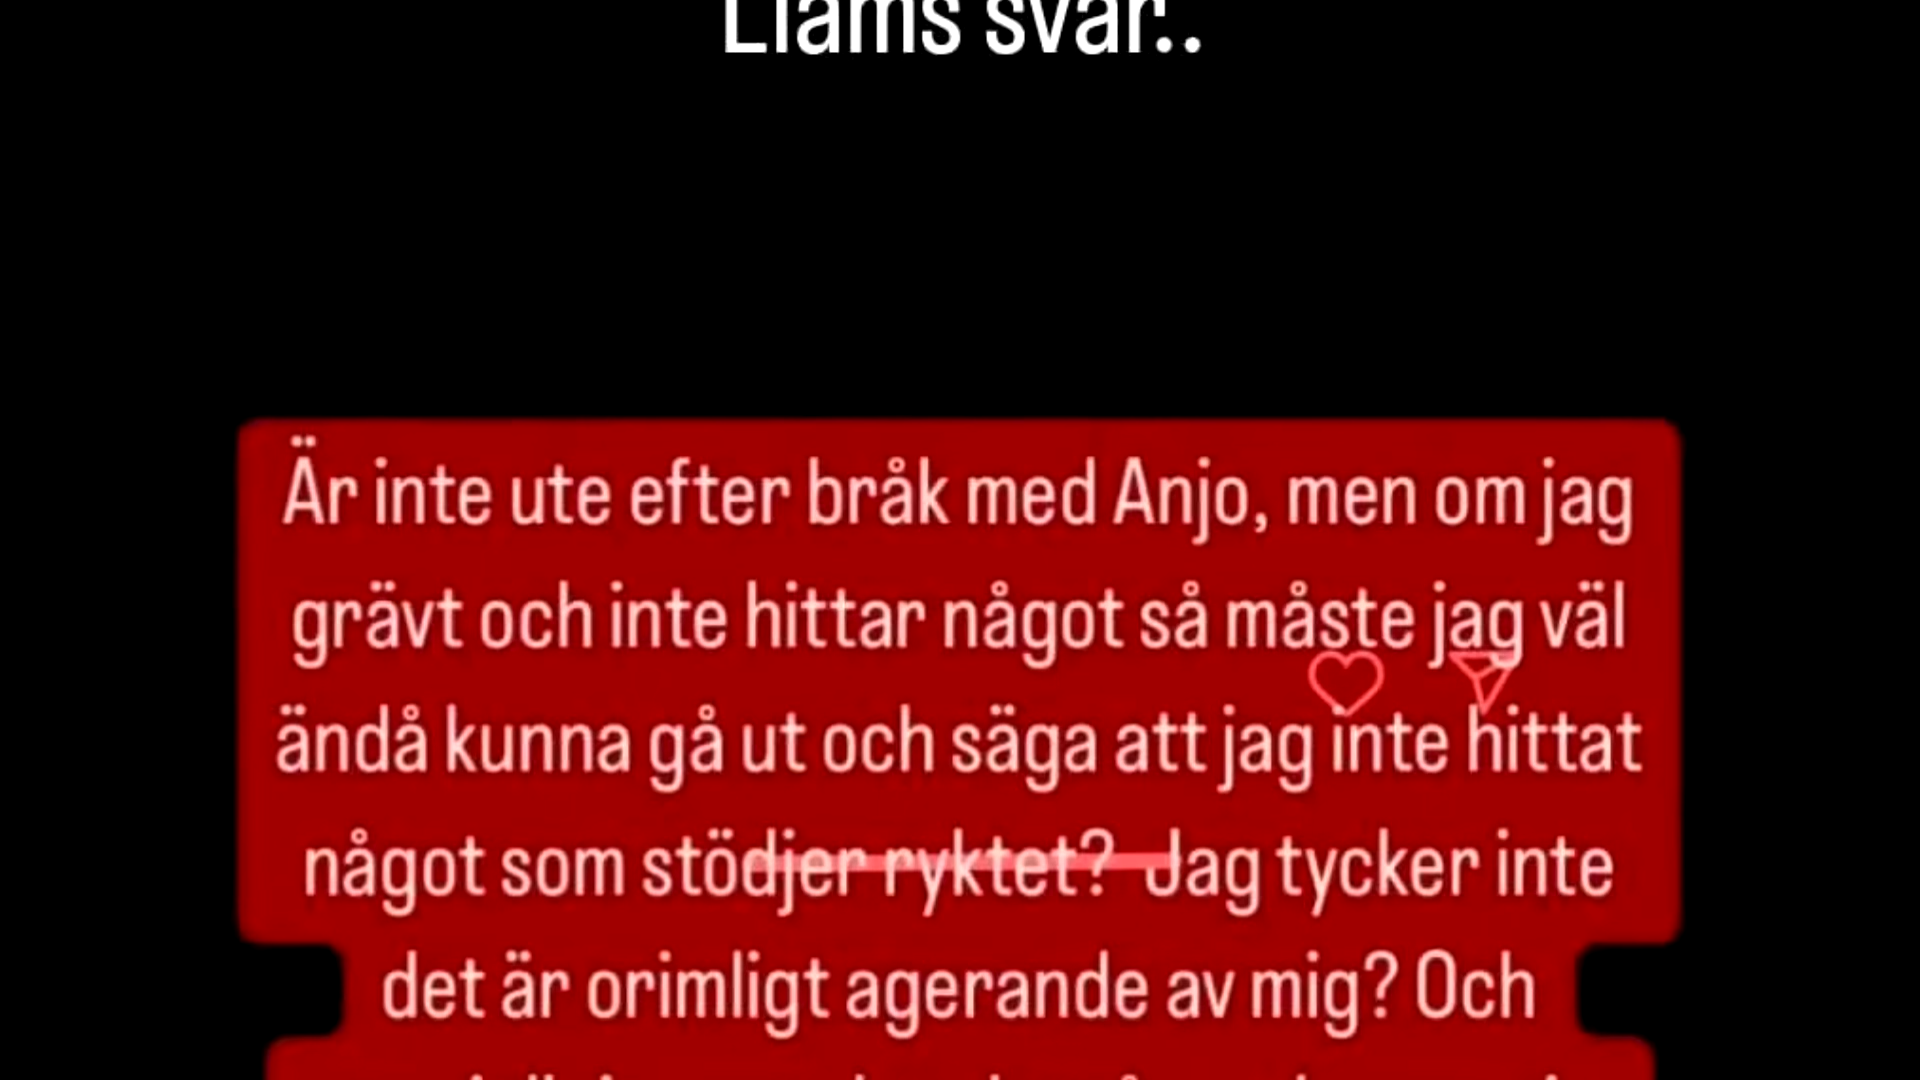 Liams svar..
Är inte ute efter bråk med Anjo, men om jag
grävt och inte hittar något så måste jag väl
ändå kunna gå ut och säga att jag inte hittat
något som stödjer ryktet? Jag tycker inte
det är orimligt agerande av mig? Och